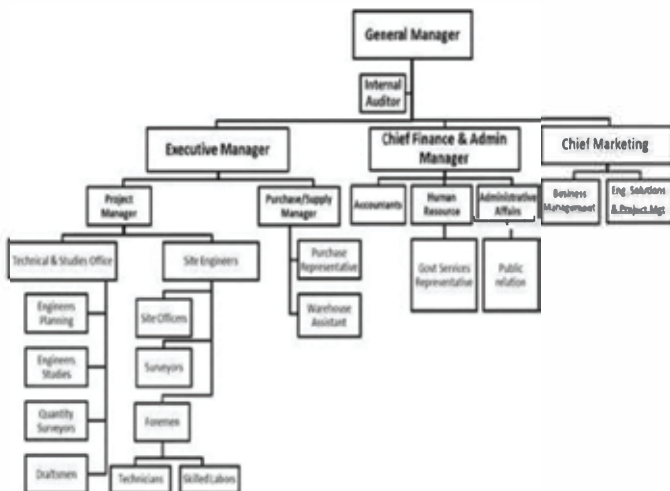 General Manager
Internal
Auditor
Executive Manager
Chief Finance & Admin
Manager
Chief Marketing
Project
Manager
Purchase/Supply
Manager
Accountants
Human
Resource
Administrative
Affairs
Business
Management
Eng. Solutions
& Project Mgt
Technical & Studies Office
Site Engineers
Purchase
Representative
Govt Services
Representative
Public
relation
Engineers
Planning
Site Officers
Warehouse
Assistant
Engineers
Studies
Surveyors
Quantity
Surveyors
Foremen
Draftsmen
Technicians
Skilled Labors